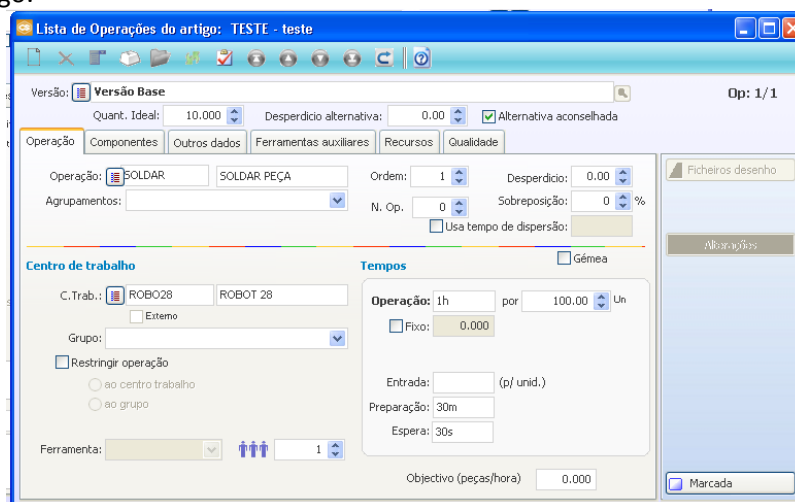 go.
Lista de Operações do artigo: TESTE - teste
Versão: Versão Base Op: 1/1
Quant. Ideal: 10.000 Desperdicio alternativa: 0.00 Alternativa aconselhada
Operação Componentes Outros dados Ferramentas auxiliares Recursos Qualidade
Operação: SOLDAR SOLDAR PEÇA Ordem: 1 Desperdicio: 0.00 Ficheiros desenho
Agrupamentos: N. Op. 0 Sobreposição: 0 %
Usa tempo de dispersão:
Alterações
Gémea
Centro de trabalho Tempos
C.Trab.: ROBO28 ROBOT 28 Operação: 1h por 100.00 Un
Externo Fixo: 0.000
Grupo:
Restringir operação
ao centro trabalho Entrada: (p/ unid.)
ao grupo Preparação: 30m
Espera: 30s
Ferramenta: 1
Objectivo (peças/hora) 0.000 Marcada